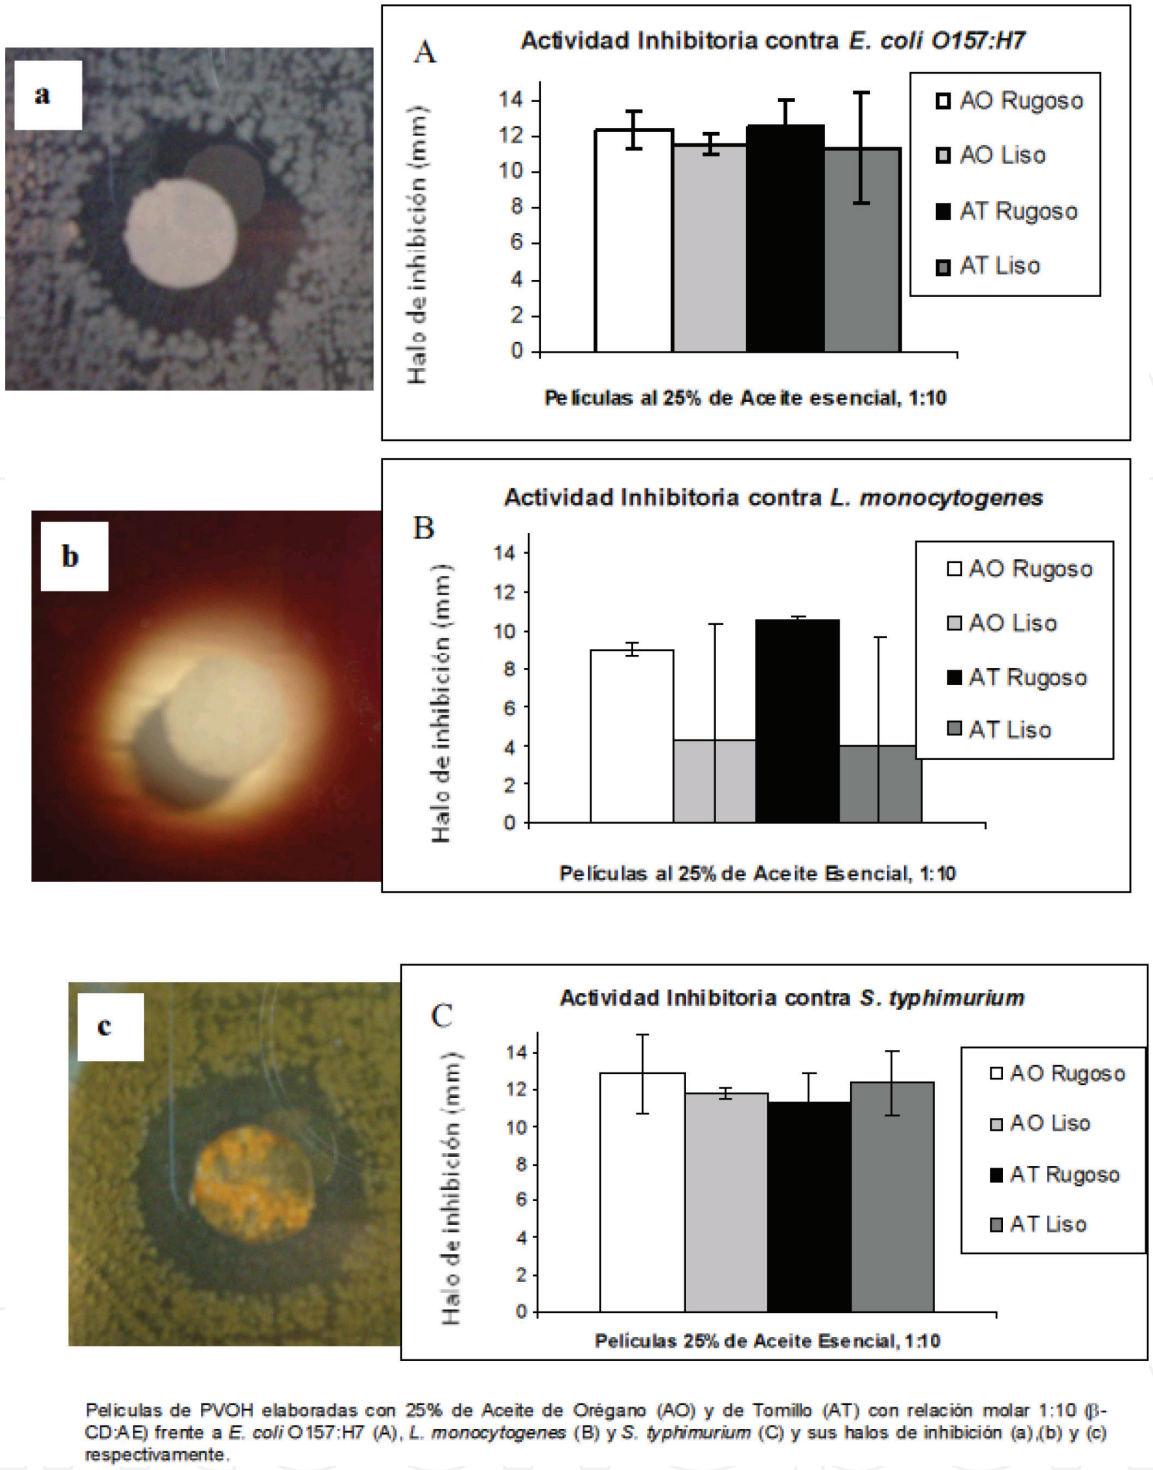 a
A
Actividad Inhibitoria contra E. coli O157:H7
Halo de inhibición (mm)
14
12
10
8
6
4
2
0
AO Rugoso
AO Liso
AT Rugoso
AT Liso
Películas al 25% de Aceite esencial, 1:10
b
B
Actividad Inhibitoria contra L. monocytogenes
Halo de inhibición (mm)
14
12
10
8
6
4
2
0
AO Rugoso
AO Liso
AT Rugoso
AT Liso
Películas al 25% de Aceite Esencial, 1:10
c
C
Actividad Inhibitoria contra S. typhimurium
Halo de inhibición (mm)
14
12
10
8
6
4
2
0
AO Rugoso
AO Liso
AT Rugoso
AT Liso
Películas 25% de Aceite Esencial, 1:10
Películas de PVOH elaboradas con 25% de Aceite de Orégano (AO) y de Tomillo (AT) con relación molar 1:10 (β-
CD:AE) frente a E. coli O157:H7 (A), L. monocytogenes (B) y S. typhimurium (C) y sus halos de inhibición (a),(b) y (c)
respectivamente.